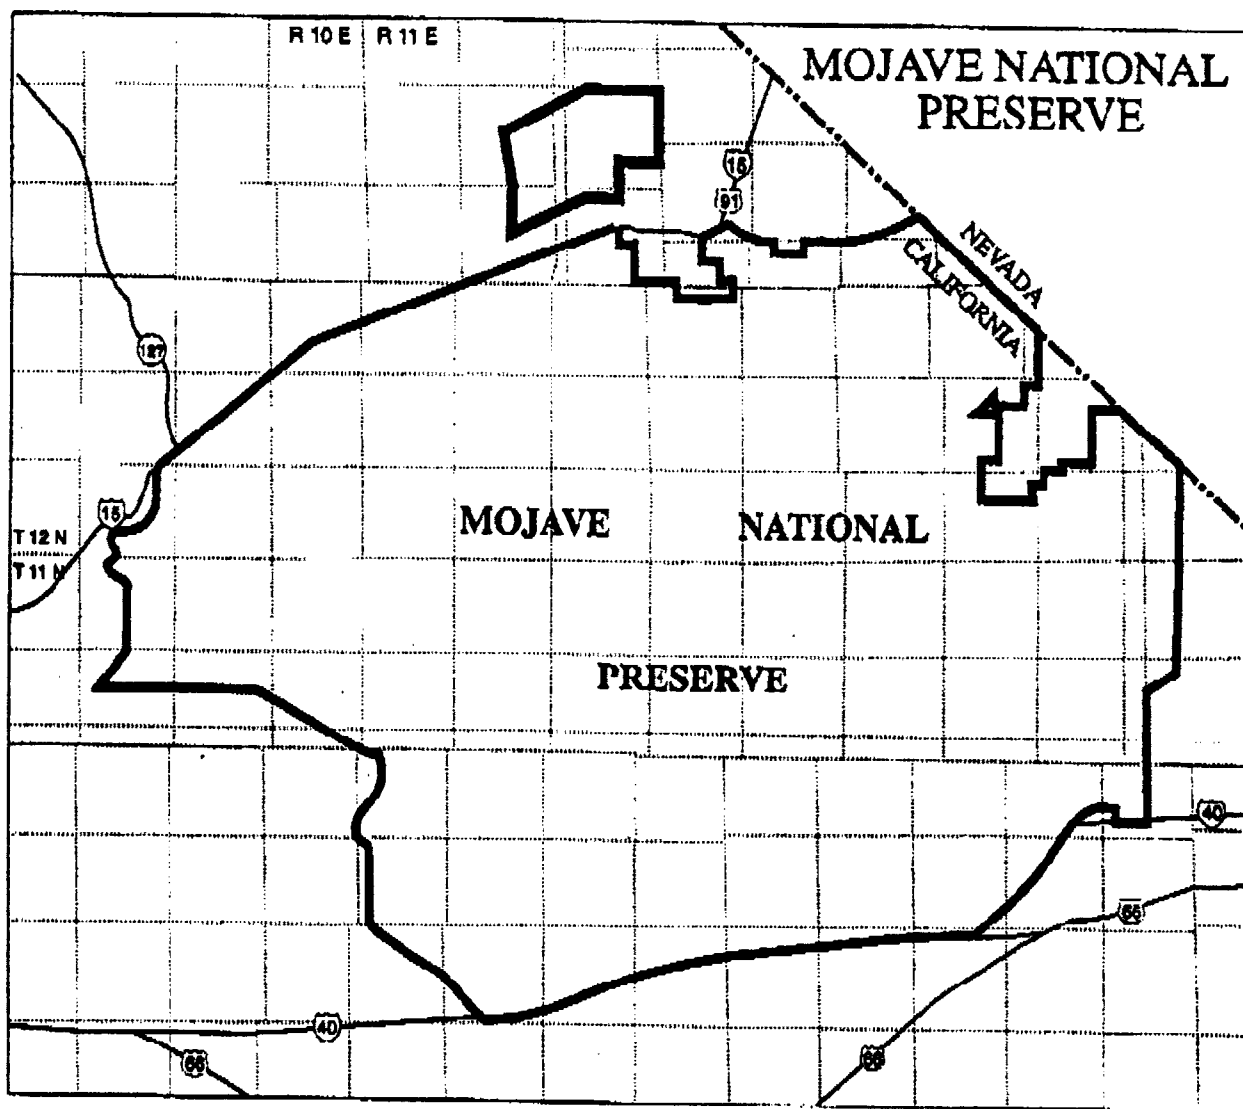 R 10 E R 11 E
MOJAVE NATIONAL
PRESERVE
15
91
NEVADA
CALIFORNIA
127
15
T 12 N
T 11 N
MOJAVE NATIONAL
PRESERVE
40
66
40
66
66